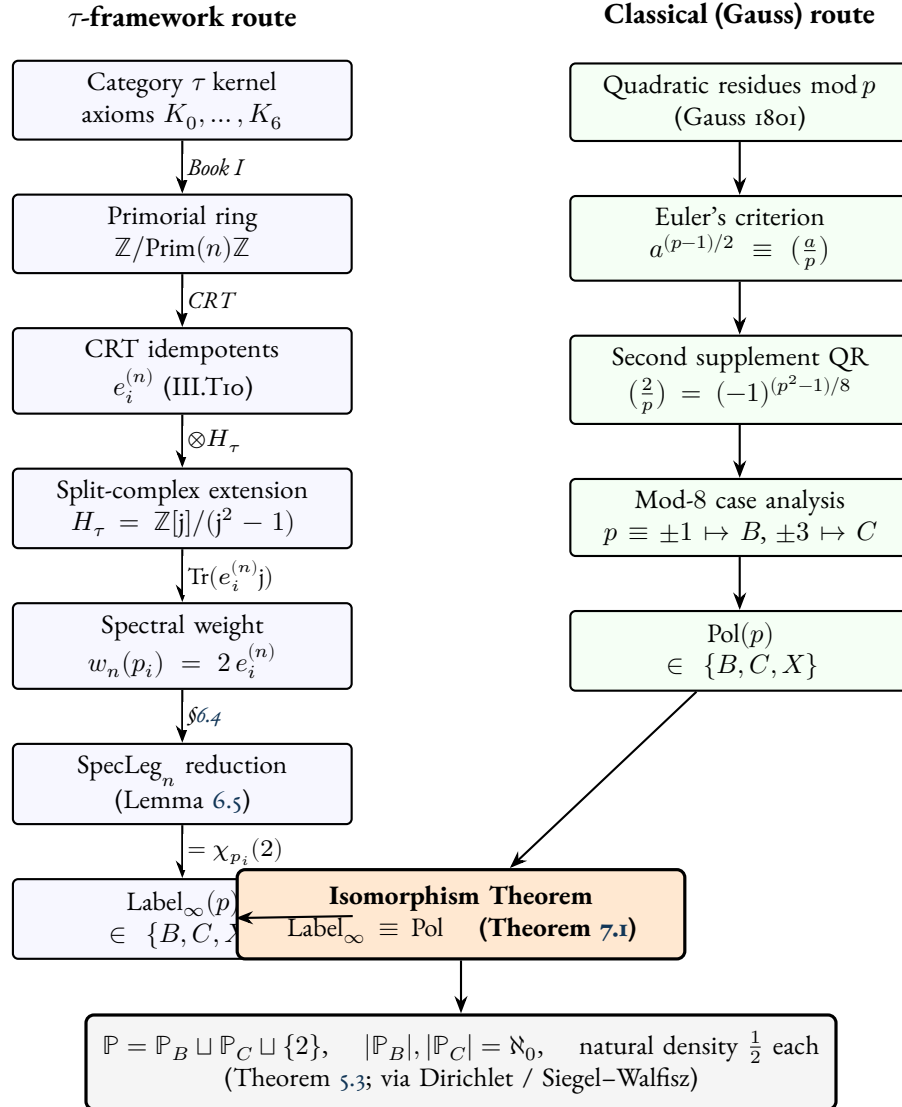 τ-framework route
Category τ kernel
axioms K₀, … , K₆
Book I
Primorial ring
ℤ/Prim(n)ℤ
CRT
CRT idempotents
e_i^{(n)} (III.T10)
⊗H_τ
Split-complex extension
H_τ = ℤ[j]/(j² − 1)
Tr(e_i^{(n)}j)
Spectral weight
w_n(p_i) = 2 e_i^{(n)}
§6.4
SpecLeg_n reduction
(Lemma 6.5)
= χ_{p_i}(2)
Label_∞(p)
∈ {B, C, X
Classical (Gauss) route
Quadratic residues mod p
(Gauss 1801)
Euler's criterion
a^{(p−1)/2} ≡ (a/p)
Second supplement QR
(2/p) = (−1)^{(p²−1)/8}
Mod-8 case analysis
p ≡ ±1 ↦ B, ±3 ↦ C
Pol(p)
∈ {B, C, X}
Isomorphism Theorem
Label_∞ ≡ Pol (Theorem 7.1)
ℙ = ℙ_B ⊔ ℙ_C ⊔ {2}, |ℙ_B|, |ℙ_C| = ℵ₀, natural density 1/2 each
(Theorem 5.3; via Dirichlet / Siegel–Walfisz)